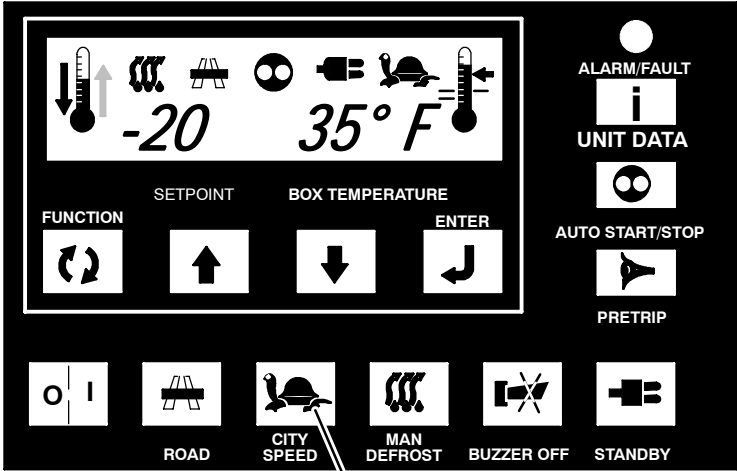 -20 35° F
SETPOINT BOX TEMPERATURE
FUNCTION
ENTER
ALARM/FAULT
i
UNIT DATA
AUTO START/STOP
PRETRIP
O I
ROAD
CITY
SPEED
MAN
DEFROST
BUZZER OFF
STANDBY